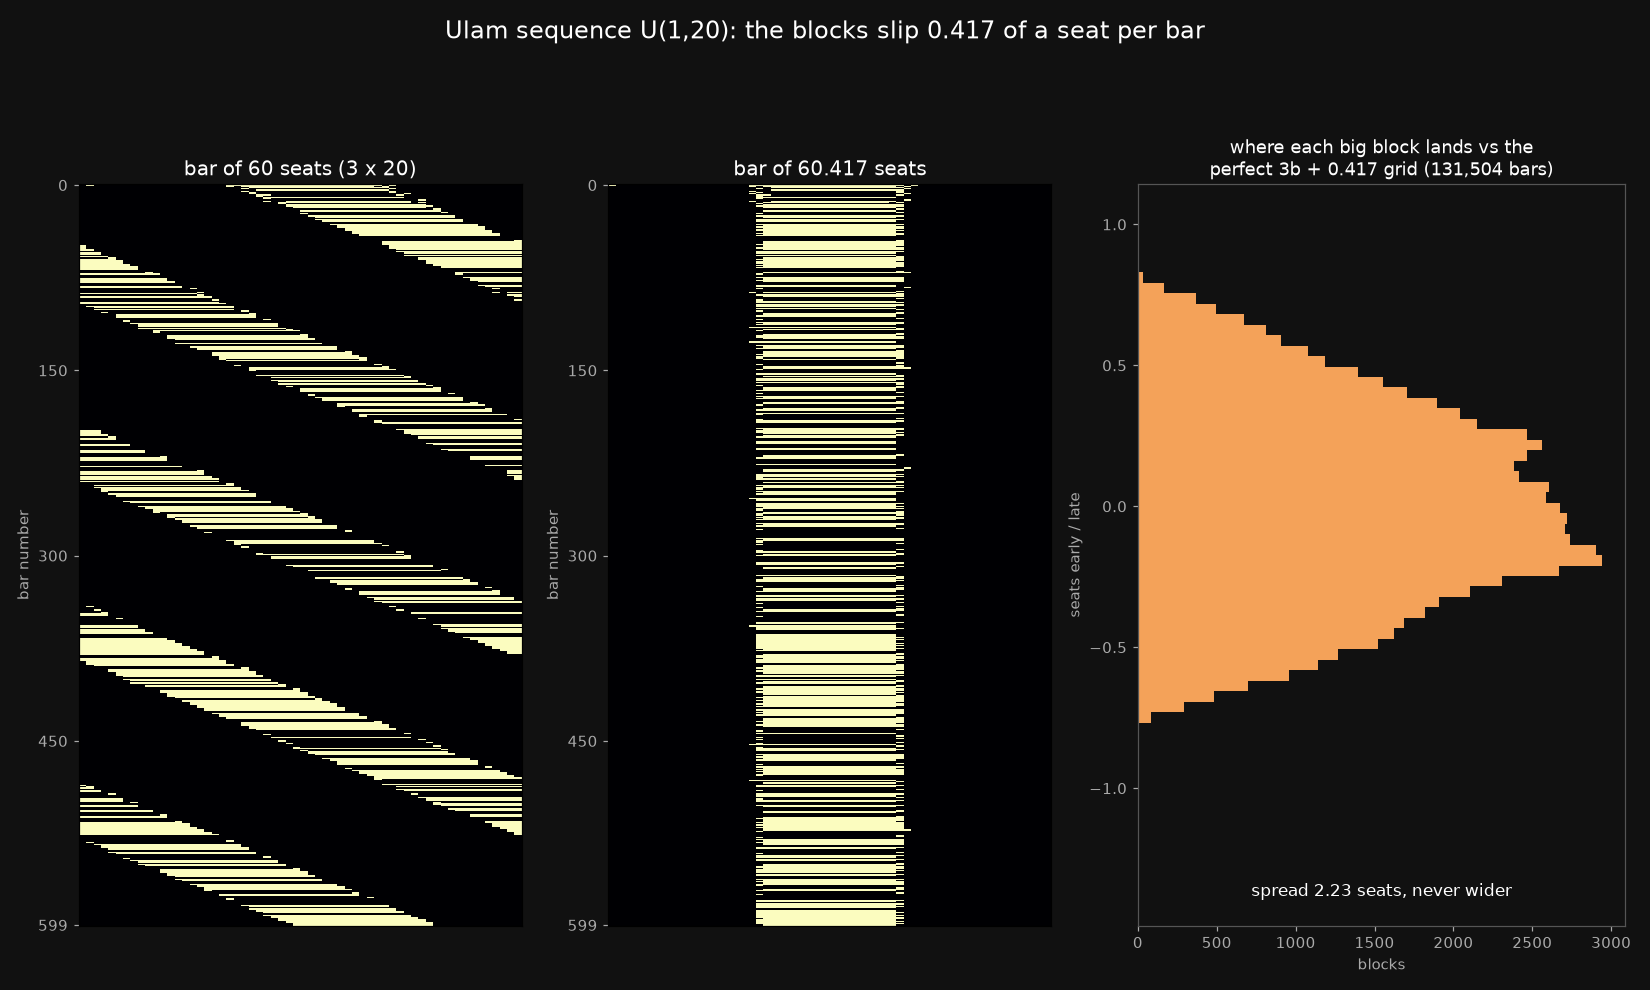 Ulam sequence U(1,20): the blocks slip 0.417 of a seat per bar
bar of 60 seats (3 x 20)
0
150
300
450
599
bar number
bar of 60.417 seats
0
150
300
450
599
bar number
where each big block lands vs the
perfect 3b + 0.417 grid (131,504 bars)
1.0
0.5
0.0
−0.5
−1.0
seats early / late
spread 2.23 seats, never wider
0
500
1000
1500
2000
2500
3000
blocks